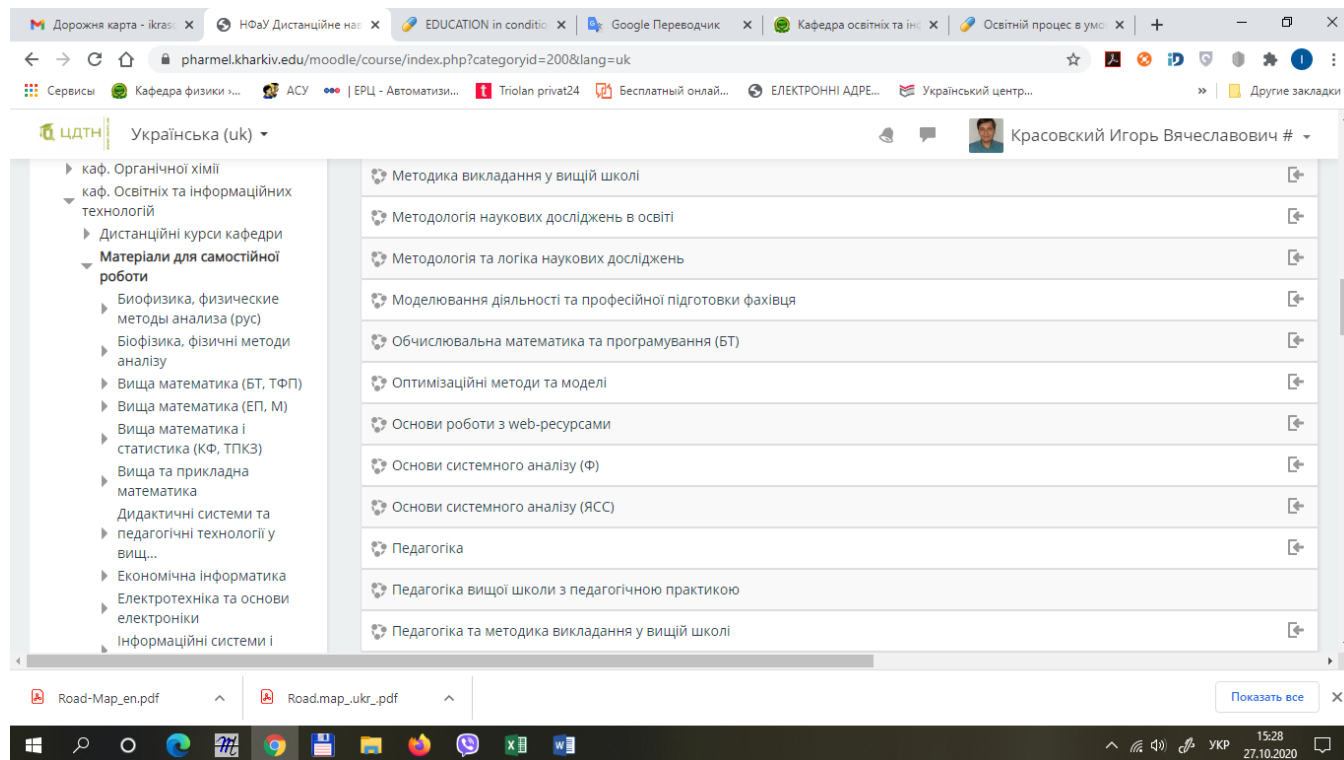 Дорожня карта - ikrasc
НФаУ Дистанційне нав
EDUCATION in conditio
Google Переводчик
Кафедра освітніх та інф
Освітній процес в умо
pharmel.kharkiv.edu/moodle/course/index.php?categoryid=200&lang=uk
Сервисы
Кафедра физики »...
АСУ
| ЕРЦ - Автоматизи...
Triolan privat24
Бесплатный онлай...
ЕЛЕКТРОННІ АДРЕ...
Український центр...
»
Другие закладки
ЦДТН
Українська (uk)
Красовский Игорь Вячеславович #
каф. Органічної хімії
каф. Освітніх та інформаційних
технологій
Дистанційні курси кафедри
Матеріали для самостійної
роботи
Биофизика, физические
методы анализа (рус)
Біофізика, фізичні методи
аналізу
Вища математика (БТ, ТФП)
Вища математика (ЕП, М)
Вища математика і
статистика (КФ, ТПКЗ)
Вища та прикладна
математика
Дидактичні системи та
педагогічні технології у
вищ...
Економічна інформатика
Електротехніка та основи
електроніки
Інформаційні системи і
Методика викладання у вищій школі
Методологія наукових досліджень в освіті
Методологія та логіка наукових досліджень
Моделювання діяльності та професійної підготовки фахівця
Обчислювальна математика та програмування (БТ)
Оптимізаційні методи та моделі
Основи роботи з web-ресурсами
Основи системного аналізу (Ф)
Основи системного аналізу (ЯСС)
Педагогіка
Педагогіка вищої школи з педагогічною практикою
Педагогіка та методика викладання у вищій школі
Road-Map_en.pdf
Road.map_.ukr_.pdf
Показать все
УКР
15:28
27.10.2020